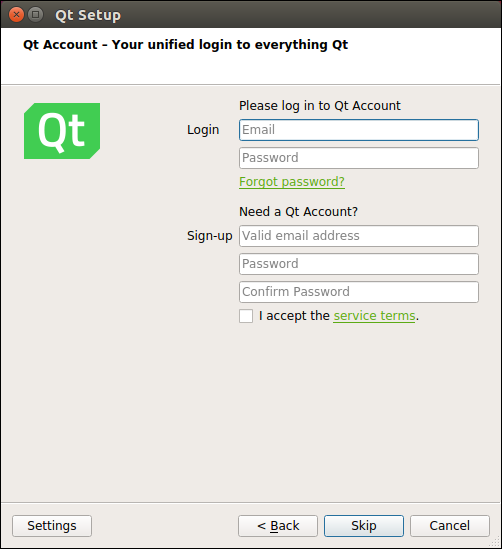 Qt Setup
Qt Account – Your unified login to everything Qt
Qt
Please log in to Qt Account
Login
Email
Password
Forgot password?
Need a Qt Account?
Sign-up
Valid email address
Password
Confirm Password
I accept the service terms.
Settings
< Back
Skip
Cancel